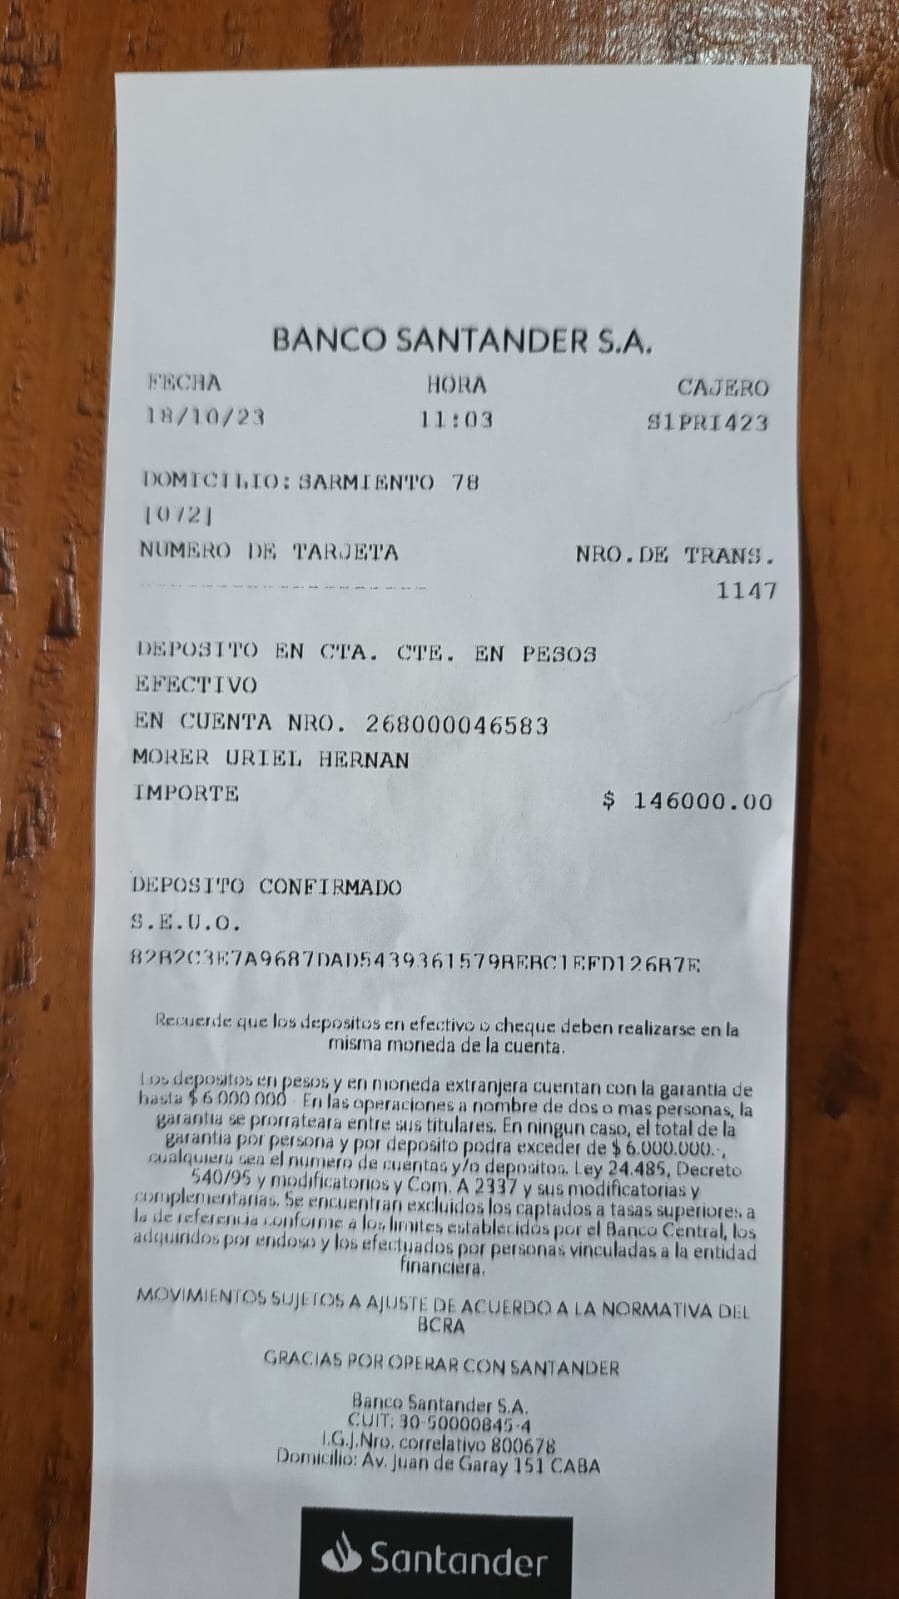 BANCO SANTANDER S.A.
FECHA HORA CAJERO
18/10/23 11:03 S1PRI423
DOMICILIO: SARMIENTO 78
[072]
NUMERO DE TARJETA NRO.DE TRANS.
1147
DEPOSITO EN CTA. CTE. EN PESOS
EFECTIVO
EN CUENTA NRO. 268000046583
MORER URIEL HERNAN
IMPORTE $ 146000.00
DEPOSITO CONFIRMADO
S.E.U.O.
Recuerde que los depositos en efectivo o cheque deben realizarse en la
misma moneda de la cuenta.
Los depositos en pesos y en moneda extranjera cuentan con la garantia de
hasta $ 6.000.000 - En las operaciones a nombre de dos o mas personas, la
garantia se prorrateara entre sus titulares. En ningun caso, el total de la
garantia por persona y por deposito podra exceder de $ 6.000.000.-,
cualquiera sea el numero de cuentas y/o depositos. Ley 24.485, Decreto
540/95 y modificatorios y Com. A 2337 y sus modificatorias y
complementarias. Se encuentran excluidos los captados a tasas superiores a
la de referencia conforme a los limites establecidos por el Banco Central, los
adquiridos por endoso y los efectuados por personas vinculadas a la entidad
financiera.
MOVIMIENTOS SUJETOS A AJUSTE DE ACUERDO A LA NORMATIVA DEL
BCRA
GRACIAS POR OPERAR CON SANTANDER
Banco Santander S.A.
CUIT: 30-50000845-4
I.G.J.Nro. correlativo 800678
Domicilio: Av. Juan de Garay 151 CABA
Santander